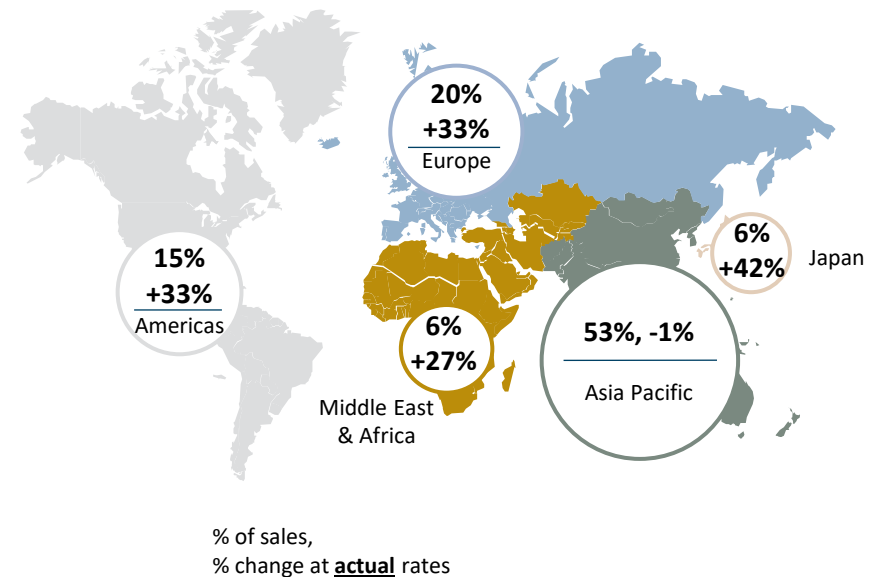 20%
+33%
Europe
6%
+42%
Japan
15%
+33%
Americas
6%
+27%
Middle East
& Africa
53%, -1%
Asia Pacific
% of sales,
% change at actual rates